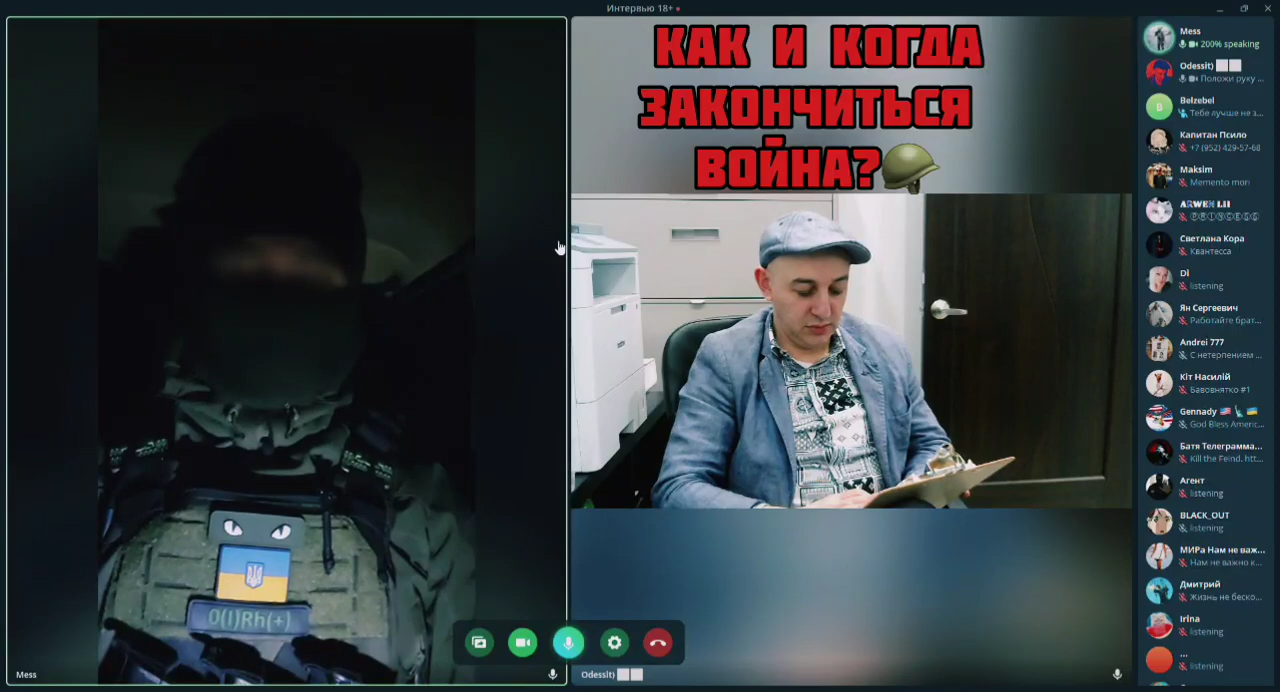 Интервью 18+
КАК И КОГДА
ЗАКОНЧИТЬСЯ
ВОЙНА?
O(I)Rh(+)
Mess
Odessit)
Mess
200% speaking
Odessit)
Положи руку ...
B
Belzebel
Тебе лучше не з...
Капитан Псило
+7 (952) 429-57-68
Maksim
Memento mori
ARWEN LII
ⓅⓇⒾⓃⒸⒺⓈⓈ
Светлана Кора
Квантесса
Di
listening
Ян Сергеевич
Работайте брат...
Andrei 777
С нетерпением ...
Кіт Насилій
Бавовнятко #1
Gennady
God Bless Americ...
Батя Телеграмма...
Kill the Feind. htt...
Агент
listening
BLACK_OUT
listening
МИРа Нам не важ...
Нам не важно к...
Дмитрий
Жизнь не беско...
Irina
listening
...
listening